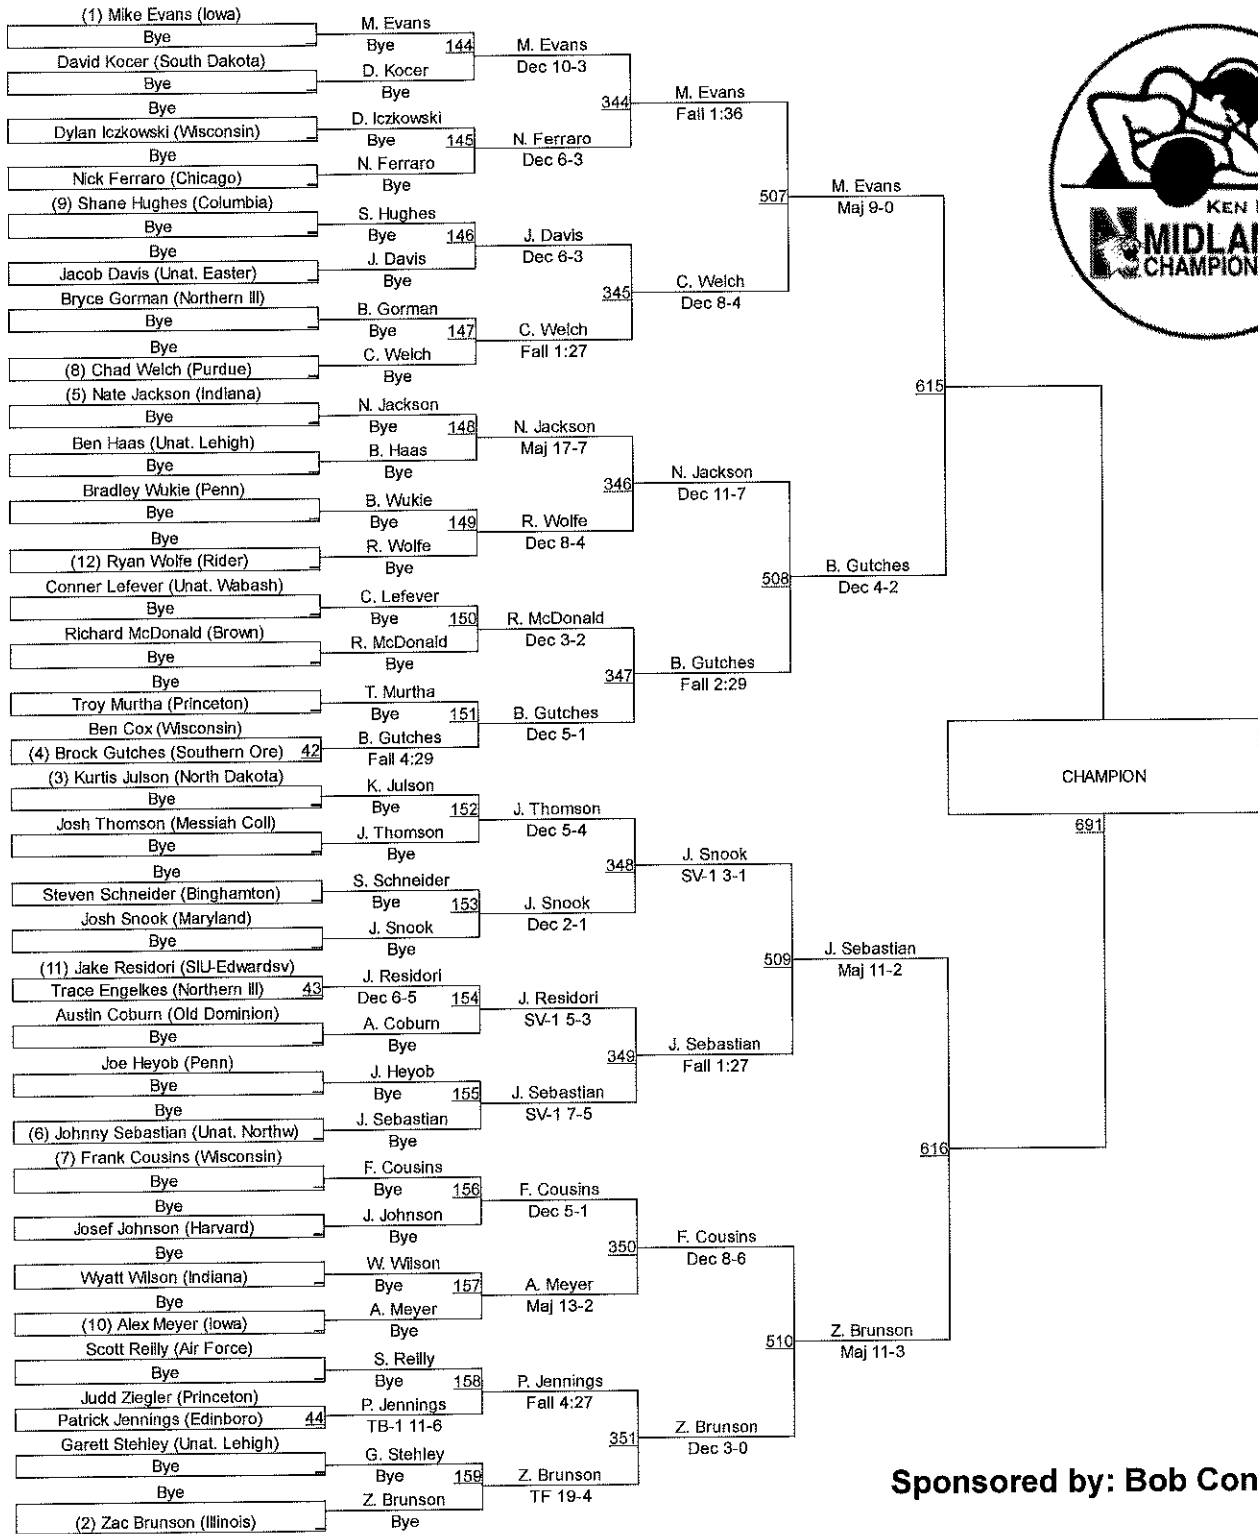 (1) Mike Evans (Iowa)
Bye
David Kocer (South Dakota)
Bye
Bye
Dylan Iczkowski (Wisconsin)
Bye
Nick Ferraro (Chicago)
(9) Shane Hughes (Columbia)
Bye
Bye
Jacob Davis (Unat. Easter)
Bryce Gorman (Northern Ill)
Bye
Bye
(8) Chad Welch (Purdue)
(5) Nate Jackson (Indiana)
Bye
Ben Haas (Unat. Lehigh)
Bye
Bradley Wukie (Penn)
Bye
Bye
(12) Ryan Wolfe (Rider)
Conner Lefever (Unat. Wabash)
Bye
Richard McDonald (Brown)
Bye
Bye
Troy Murtha (Princeton)
Ben Cox (Wisconsin)
(4) Brock Gutches (Southern Ore) 42
(3) Kurtis Julson (North Dakota)
Bye
Josh Thomson (Messiah Coll)
Bye
Bye
Steven Schneider (Binghamton)
Josh Snook (Maryland)
Bye
(11) Jake Residori (SIU-Edwardsv)
Trace Engelkes (Northern Ill) 43
Austin Coburn (Old Dominion)
Bye
Joe Heyob (Penn)
Bye
Bye
(6) Johnny Sebastian (Unat. Northw)
(7) Frank Cousins (Wisconsin)
Bye
Bye
Josef Johnson (Harvard)
Bye
Wyatt Wilson (Indiana)
Bye
(10) Alex Meyer (Iowa)
Scott Reilly (Air Force)
Bye
Judd Ziegler (Princeton)
Patrick Jennings (Edinboro) 44
Garett Stehley (Unat. Lehigh)
Bye
Bye
(2) Zac Brunson (Illinois)
M. Evans
Bye 144
D. Kocer
Bye
D. Iczkowski
Bye 145
N. Ferraro
Bye
S. Hughes
Bye 146
J. Davis
Bye
B. Gorman
Bye 147
C. Welch
Bye
N. Jackson
Bye 148
B. Haas
Bye
B. Wukie
Bye 149
R. Wolfe
Bye
C. Lefever
Bye 150
R. McDonald
Bye
T. Murtha
Bye 151
B. Gutches
Fall 4:29
K. Julson
Bye 152
J. Thomson
Bye
S. Schneider
Bye 153
J. Snook
Bye
J. Residori
Dec 6-5 154
A. Coburn
Bye
J. Heyob
Bye 155
J. Sebastian
Bye
F. Cousins
Bye 156
J. Johnson
Bye
W. Wilson
Bye 157
A. Meyer
Bye
S. Reilly
Bye 158
P. Jennings
TB-1 11-6
G. Stehley
Bye 159
Z. Brunson
Bye
M. Evans
Dec 10-3
344
N. Ferraro
Dec 6-3
J. Davis
Dec 6-3
345
C. Welch
Fall 1:27
N. Jackson
Maj 17-7
346
R. Wolfe
Dec 8-4
R. McDonald
Dec 3-2
347
B. Gutches
Dec 5-1
J. Thomson
Dec 5-4
348
J. Snook
Dec 2-1
J. Residori
SV-1 5-3
349
J. Sebastian
SV-1 7-5
F. Cousins
Dec 5-1
350
A. Meyer
Maj 13-2
P. Jennings
Fall 4:27
351
Z. Brunson
TF 19-4
M. Evans
Fall 1:36
507
C. Welch
Dec 8-4
N. Jackson
Dec 11-7
508
B. Gutches
Fall 2:29
J. Snook
SV-1 3-1
509
J. Sebastian
Fall 1:27
F. Cousins
Dec 8-6
510
Z. Brunson
Dec 3-0
M. Evans
Maj 9-0
615
B. Gutches
Dec 4-2
J. Sebastian
Maj 11-2
616
Z. Brunson
Maj 11-3
CHAMPION
691
KEN
N MIDLA
CHAMPION
Sponsored by: Bob Con